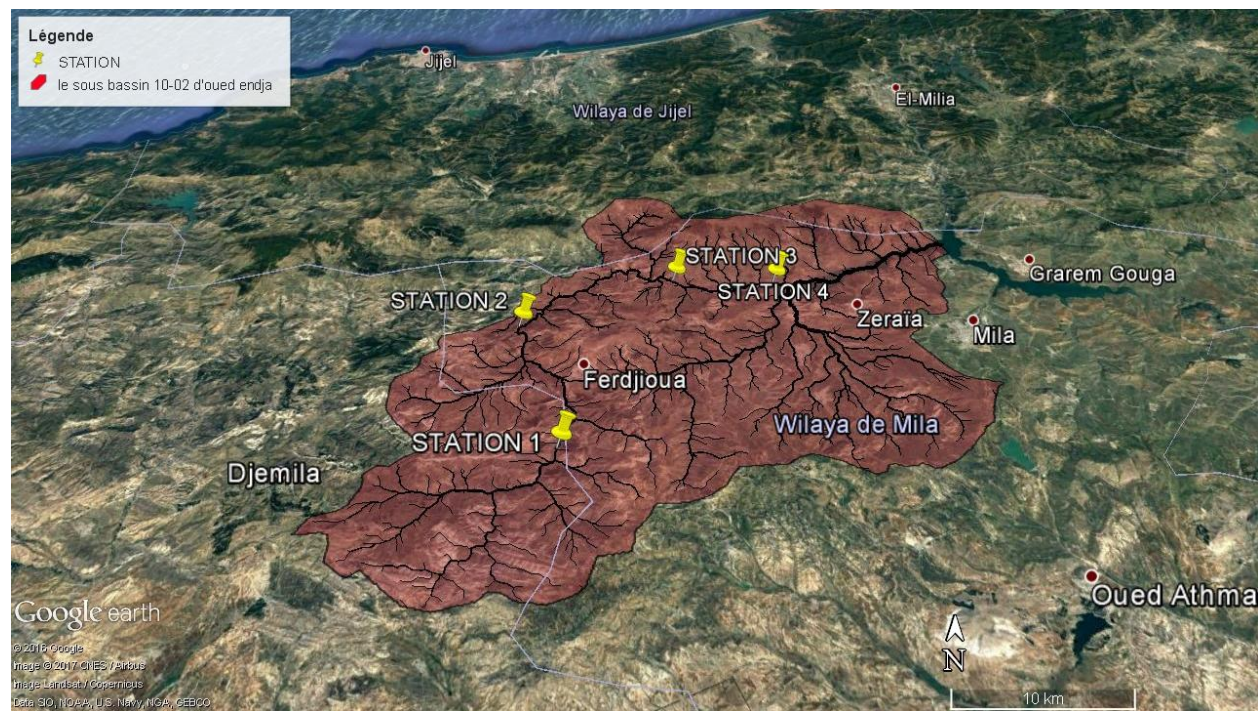 Légende
STATION
le sous bassin 10-02 d'oued endja
Jijel
El-Milia
Wilaya de Jijel
STATION 3
Grarem Gouga
STATION 4
STATION 2
Zeraïa
Mila
Ferdjioua
Wilaya de Mila
STATION 1
Djemila
Oued Athma
Google earth
© 2016 Google
Image © 2017 CNES / Airbus
Image Landsat / Copernicus
Data SIO, NOAA, U.S. Navy, NGA, GEBCO
N
10 km